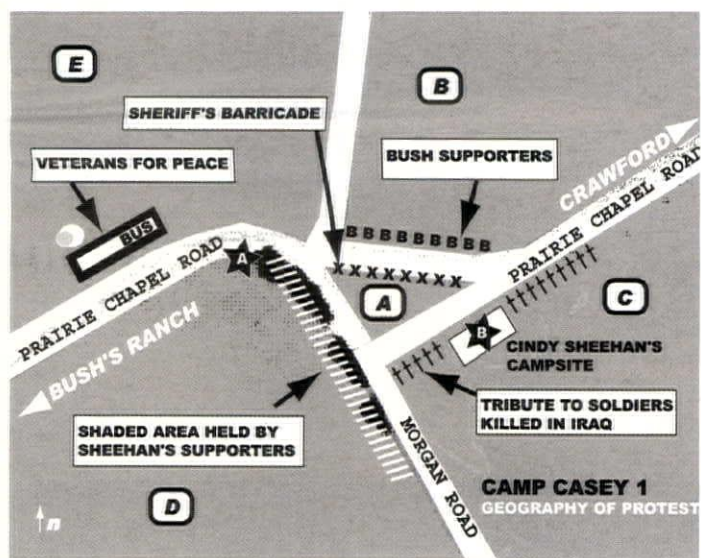 E
B
SHERIFF'S BARRICADE
VETERANS FOR PEACE
BUSH SUPPORTERS
CRAWFORD
PRAIRIE CHAPEL ROAD
BUS
BBBBBBBBB
A
XXXXXXXX
PRAIRIE CHAPEL ROAD
A
C
BUSH'S RANCH
B
CINDY SHEEHAN'S
CAMPSITE
TRIBUTE TO SOLDIERS
KILLED IN IRAQ
SHADED AREA HELD BY
SHEEHAN'S SUPPORTERS
MORGAN ROAD
D
CAMP CASEY 1
GEOGRAPHY OF PROTEST
n